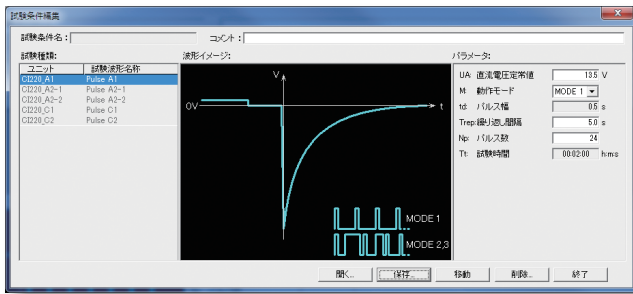 試験条件編集
試験条件名：
コメント：
試験種類：
ユニット 試験波形名称
CI220_A1 Pulse A1
CI220_A2-1 Pulse A2-1
CI220_A2-2 Pulse A2-2
CI220_C1 Pulse C1
CI220_C2 Pulse C2
波形イメージ：
V
0V
t
MODE 1
MODE 2,3
パラメータ：
UA: 直流電圧定常値 13.5 V
M: 動作モード MODE 1
td: パルス幅 0.5 s
Trep:繰り返し間隔 5.0 s
Np: パルス数 24
Tt: 試験時間 00:02:00 h:m:s
開く...
保存...
移動
削除...
終了